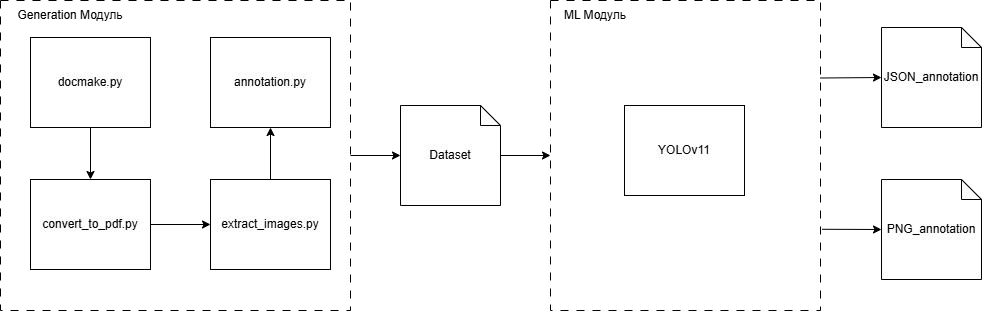 Generation Модуль
docmake.py
annotation.py
convert_to_pdf.py
extract_images.py
Dataset
ML Модуль
YOLOv11
JSON_annotation
PNG_annotation